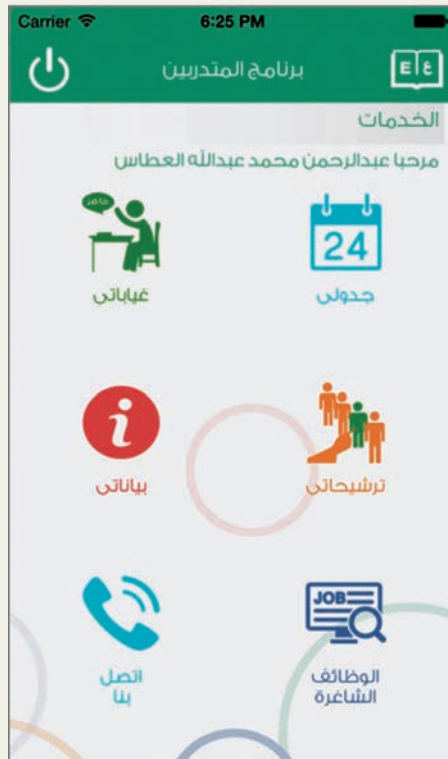 Carrier 6:25 PM
برنامج المتدربين
E ع
الخدمات
مرحبا عبدالرحمن محمد عبدالله العطاس
حاضر
24
جدولي
غياباتي
ترشيحاتي
بياناتي
JOB
الوظائف
الشاغرة
اتصل
بنا